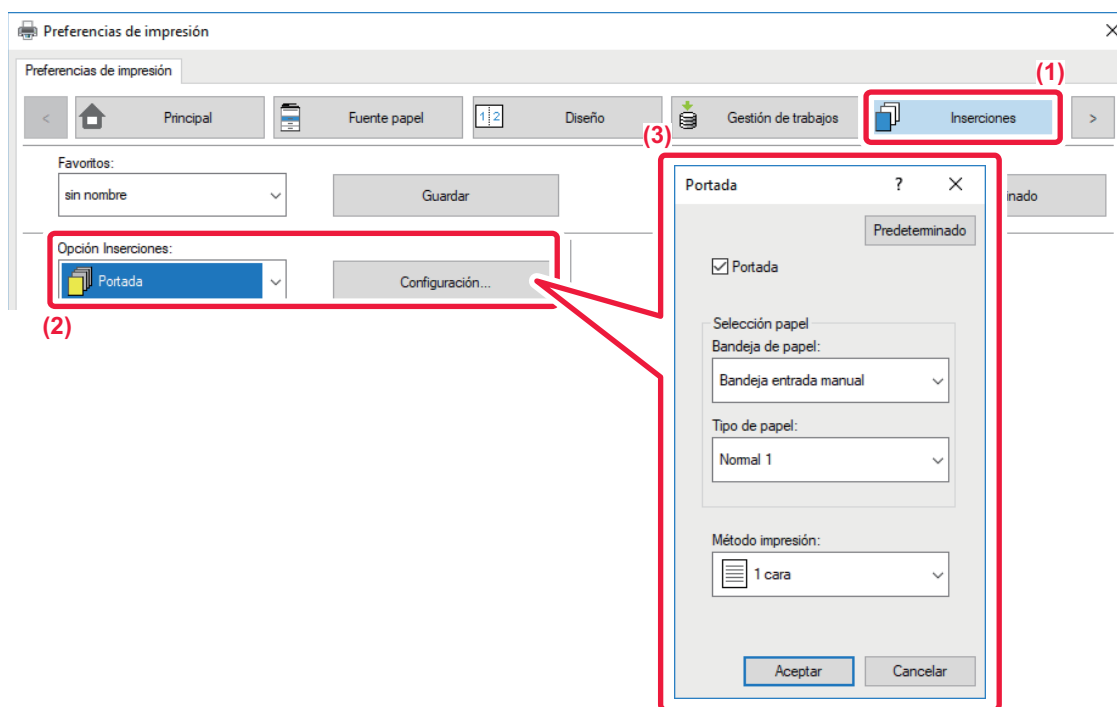 Preferencias de impresión
Preferencias de impresión
(1)
< Principal Fuente papel 1 2 Diseño Gestión de trabajos Inserciones >
(3)
Favoritos:
sin nombre Guardar
inado
Opción Inserciones:
Portada Configuración...
(2)
Portada ?
Predeterminado
Portada
Selección papel
Bandeja de papel:
Bandeja entrada manual
Tipo de papel:
Normal 1
Método impresión:
1 cara
Aceptar Cancelar